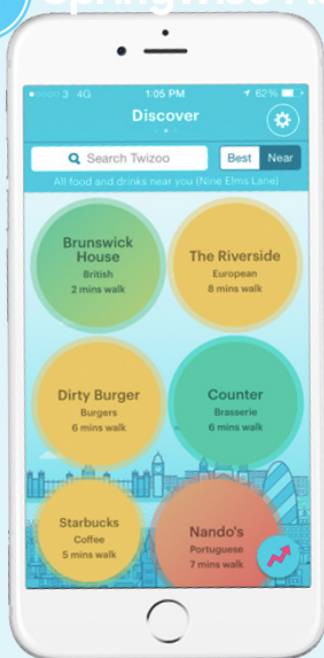 3 4G 1:05 PM 62%
Discover
Search Twizoo Best Near
All food and drinks near you (Nine Elms Lane)
Brunswick
House
British
2 mins walk
The Riverside
European
8 mins walk
Dirty Burger
Burgers
6 mins walk
Counter
Brasserie
6 mins walk
Starbucks
Coffee
5 mins walk
Nando's
Portuguese
7 mins walk